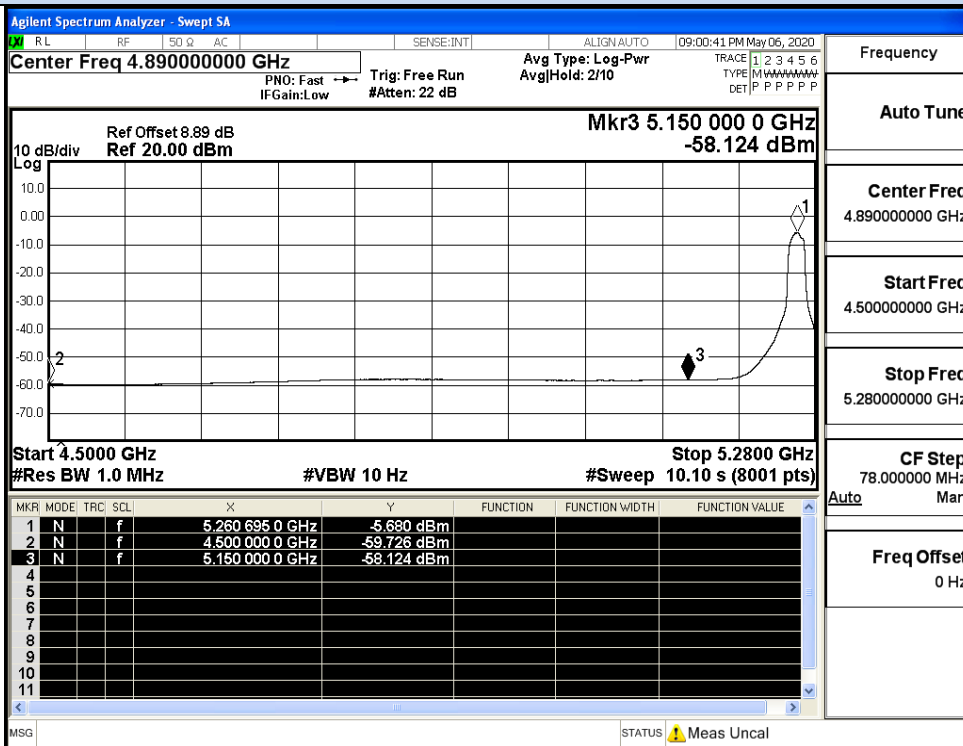 Agilent Spectrum Analyzer - Swept SA
LXI RL RF 50 Ω AC SENSE:INT ALIGN AUTO 09:00:41 PM May 06, 2020
Center Freq 4.890000000 GHz
PNO: Fast
IFGain:Low
Trig: Free Run
#Atten: 22 dB
Avg Type: Log-Pwr
Avg|Hold: 2/10
TRACE 1 2 3 4 5 6
TYPE M
DET P P P P P P
Mkr3 5.150 000 0 GHz
-58.124 dBm
Ref Offset 8.89 dB
10 dB/div Ref 20.00 dBm
Log
10.0
0.00
-10.0
-20.0
-30.0
-40.0
-50.0
-60.0
-70.0
1
2
3
Start 4.5000 GHz Stop 5.2800 GHz
#Res BW 1.0 MHz #VBW 10 Hz #Sweep 10.10 s (8001 pts)
MKR MODE TRC SCL X Y FUNCTION FUNCTION WIDTH FUNCTION VALUE
1 N f 5.260 695 0 GHz -5.680 dBm
2 N f 4.500 000 0 GHz -59.726 dBm
3 N f 5.150 000 0 GHz -58.124 dBm
4
5
6
7
8
9
10
11
MSG STATUS Meas Uncal
Frequency
Auto Tune
Center Freq
4.890000000 GHz
Start Freq
4.500000000 GHz
Stop Freq
5.280000000 GHz
CF Step
78.000000 MHz
Auto Man
Freq Offset
0 Hz